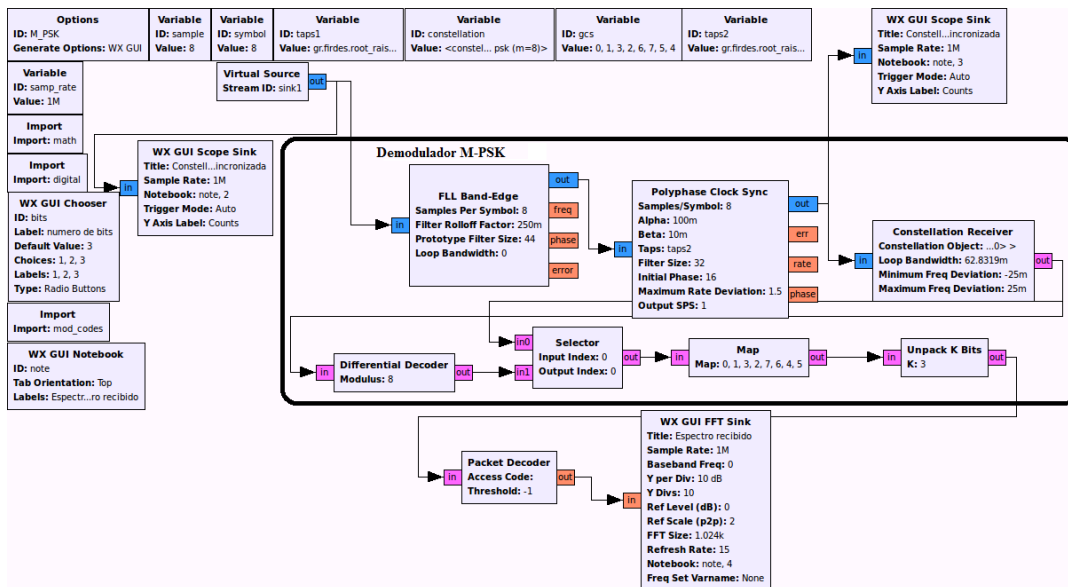 Options
ID: M_PSK
Generate Options: WX GUI
Variable
ID: sample
Value: 8
Variable
ID: symbol
Value: 8
Variable
ID: taps1
Value: gr.firdes.root_rais...
Variable
ID: constellation
Value: <constel... psk (m=8)>
Variable
ID: gcs
Value: 0, 1, 3, 2, 6, 7, 5, 4
Variable
ID: taps2
Value: gr.firdes.root_rais...
WX GUI Scope Sink
Title: Constell...incronizada
Sample Rate: 1M
Notebook: note, 3
Trigger Mode: Auto
Y Axis Label: Counts
in
Variable
ID: samp_rate
Value: 1M
Virtual Source
Stream ID: sink1
out
Import
Import: math
Import
Import: digital
WX GUI Scope Sink
Title: Constell...incronizada
Sample Rate: 1M
Notebook: note, 2
Trigger Mode: Auto
Y Axis Label: Counts
in
WX GUI Chooser
ID: bits
Label: numero de bits
Default Value: 3
Choices: 1, 2, 3
Labels: 1, 2, 3
Type: Radio Buttons
Import
Import: mod_codes
WX GUI Notebook
ID: note
Tab Orientation: Top
Labels: Espectr...ro recibido
Demodulador M-PSK
FLL Band-Edge
Samples Per Symbol: 8
Filter Rolloff Factor: 250m
Prototype Filter Size: 44
Loop Bandwidth: 0
in
out
freq
phase
error
Polyphase Clock Sync
Samples/Symbol: 8
Alpha: 100m
Beta: 10m
Taps: taps2
Filter Size: 32
Initial Phase: 16
Maximum Rate Deviation: 1.5
Output SPS: 1
in
out
err
rate
phase
Constellation Receiver
Constellation Object: ...0> >
Loop Bandwidth: 62.8319m
Minimum Freq Deviation: -25m
Maximum Freq Deviation: 25m
in
out
Differential Decoder
Modulus: 8
in
out
Selector
Input Index: 0
Output Index: 0
in0
in1
out
Map
Map: 0, 1, 3, 2, 7, 6, 4, 5
in
out
Unpack K Bits
K: 3
in
out
Packet Decoder
Access Code:
Threshold: -1
in
out
WX GUI FFT Sink
Title: Espectro recibido
Sample Rate: 1M
Baseband Freq: 0
Y per Div: 10 dB
Y Divs: 10
Ref Level (dB): 0
Ref Scale (p2p): 2
FFT Size: 1.024k
Refresh Rate: 15
Notebook: note, 4
Freq Set Varname: None
in